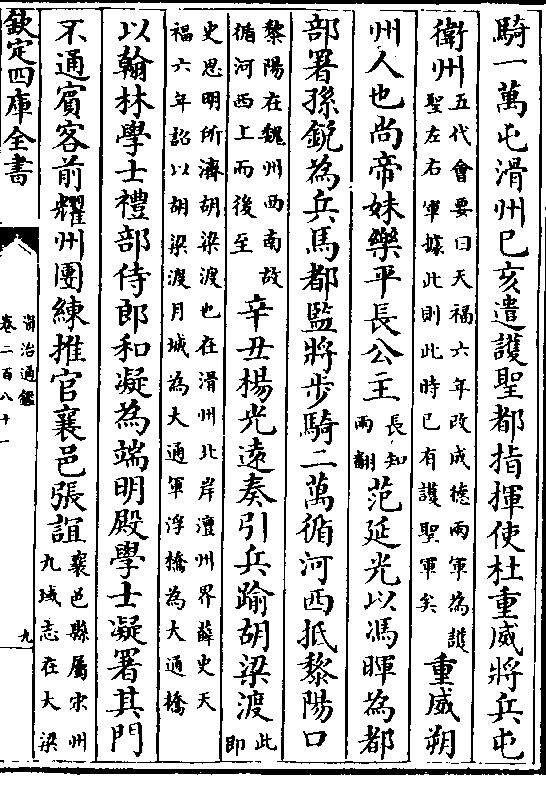 騎一萬屯滑州己亥遣護聖都指揮使杜重威將兵屯
衛州五代會要曰天福六年改成德兩軍為護聖左右軍據此則此時已有護聖軍矣重威朔
州人也尚帝妹樂平長公主長知兩翻范延光以馮暉為都
部署孫銳為兵馬都監將步騎二萬循河西抵黎陽口
黎陽在魏州西南故循河西上而後至辛丑楊光遠奏引兵踰胡梁渡此即
史思明所濟胡梁渡也在滑州北岸澶州界薛史天福六年詔以胡梁渡月城為大通軍浮橋為大通橋
以翰林學士禮部侍郎和凝為端明殿學士凝署其門
不通賓客前耀州團練推官襄邑張誼襄邑縣屬宋州九域志在大梁
欽定四庫全書
資治通鑑
卷二百八十一
九